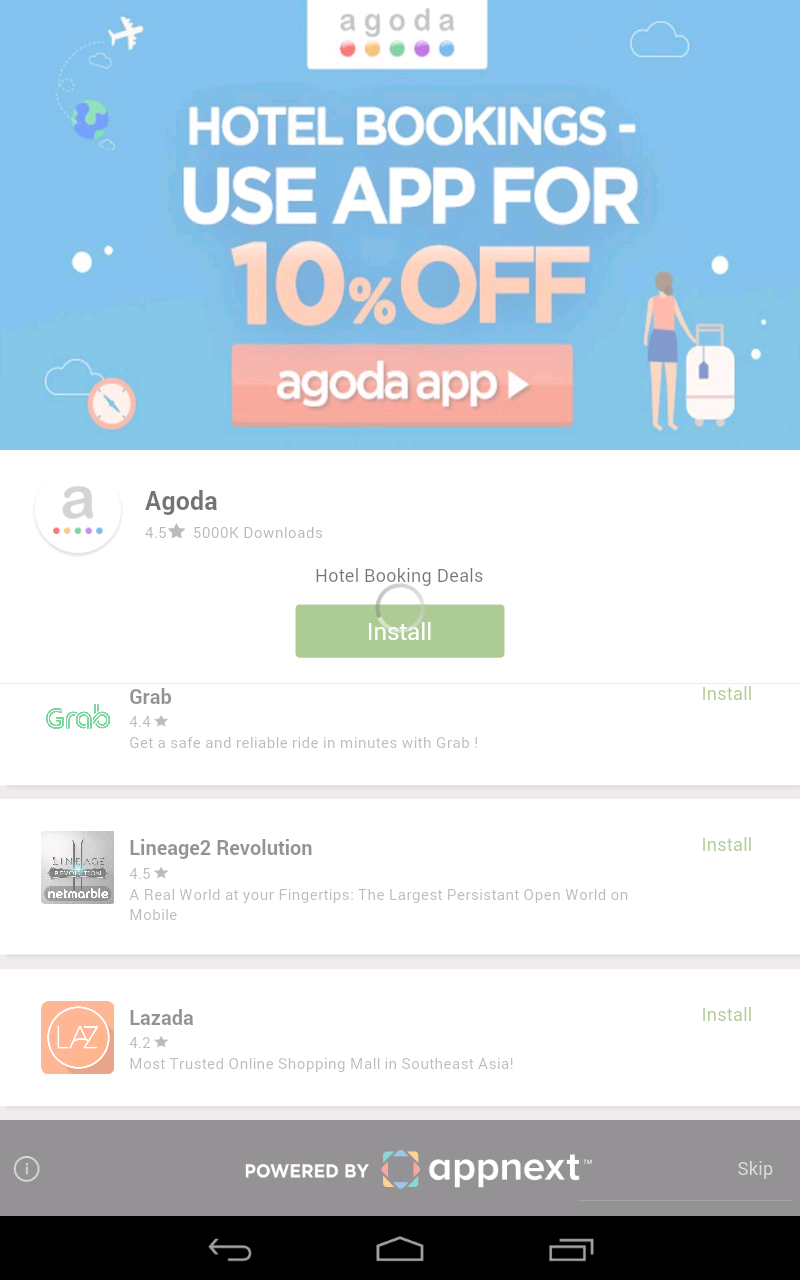 agoda
HOTEL BOOKINGS -
USE APP FOR
10% OFF
agoda app
a
Agoda
4.5★ 5000K Downloads
Hotel Booking Deals
Install
Grab
Grab
Install
4.4 ★
Get a safe and reliable ride in minutes with Grab !
LINEAGE
REVOLUTION
netmarble
Lineage2 Revolution
Install
4.5 ★
A Real World at your Fingertips: The Largest Persistant Open World on
Mobile
LAZ
Lazada
Install
4.2 ★
Most Trusted Online Shopping Mall in Southeast Asia!
i
POWERED BY appnext™
Skip